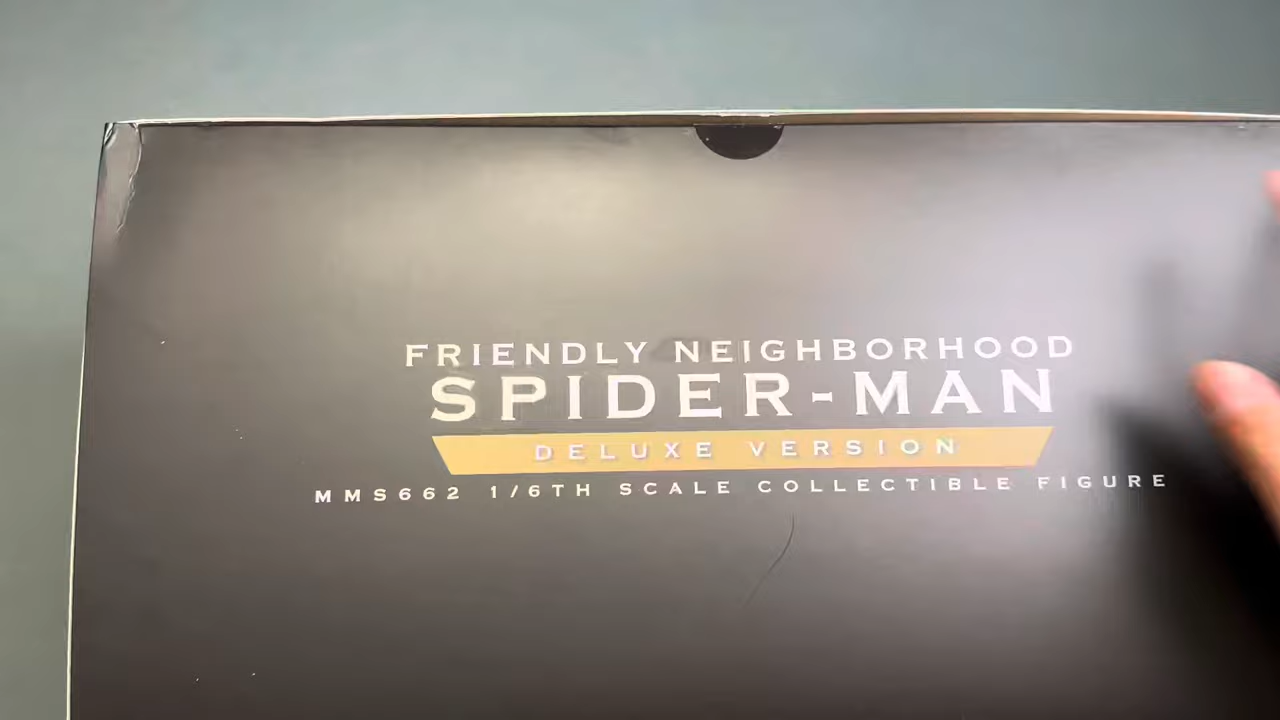 FRIENDLY NEIGHBORHOOD
SPIDER-MAN
DELUXE VERSION
MMS662 1/6TH SCALE COLLECTIBLE FIGURE